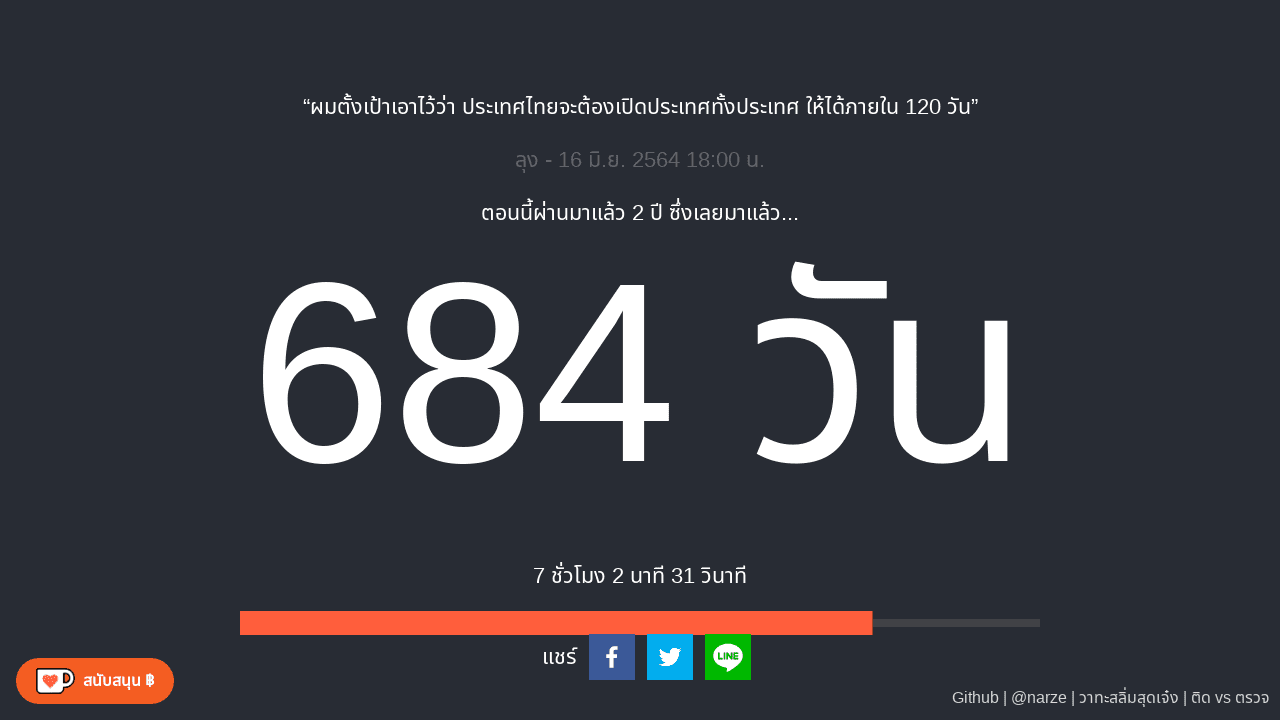 “ผมตั้งเป้าเอาไว้ว่า ประเทศไทยจะต้องเปิดประเทศทั้งประเทศ ให้ได้ภายใน 120 วัน”
ลุง - 16 มิ.ย. 2564 18:00 น.
ตอนนี้ผ่านมาแล้ว 2 ปี ซึ่งเลยมาแล้ว...
684 วัน
7 ชั่วโมง 2 นาที 31 วินาที
แชร์
LINE
สนับสนุน ฿
Github | @narze | วาทะสลิ่มสุดเจ๋ง | ติด vs ตรวจ